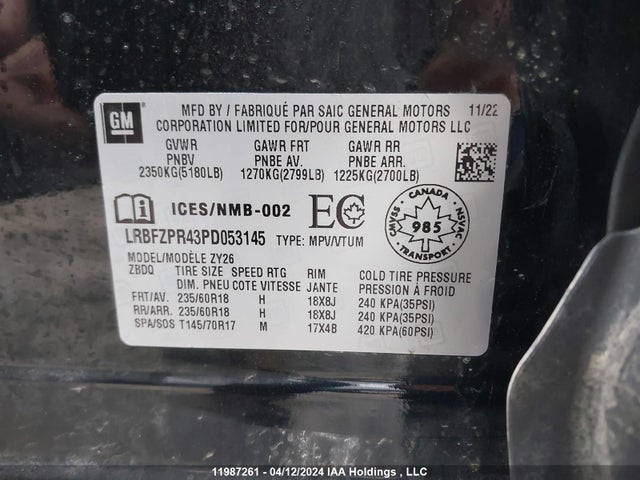 GM
MFD BY / FABRIQUÉ PAR SAIC GENERAL MOTORS 11/22
CORPORATION LIMITED FOR/POUR GENERAL MOTORS LLC
GVWR GAWR FRT GAWR RR
PNBV PNBE AV. PNBE ARR.
2350KG(5180LB) 1270KG(2799LB) 1225KG(2700LB)
ICES/NMB-002 EC
CANADA
CMVSS 985 NSVAC
TRANSPORT
LRBFZPR43PD053145 TYPE: MPV/VTUM
MODEL/MODÈLE ZY26
ZBDQ TIRE SIZE SPEED RTG RIM COLD TIRE PRESSURE
DIM. PNEU COTE VITESSE JANTE PRESSION À FROID
FRT/AV. 235/60R18 H 18X8J 240 KPA(35PSI)
RR/ARR. 235/60R18 H 18X8J 240 KPA(35PSI)
SPA/SOS T145/70R17 M 17X4B 420 KPA(60PSI)
11987261 - 04/12/2024 IAA Holdings , LLC